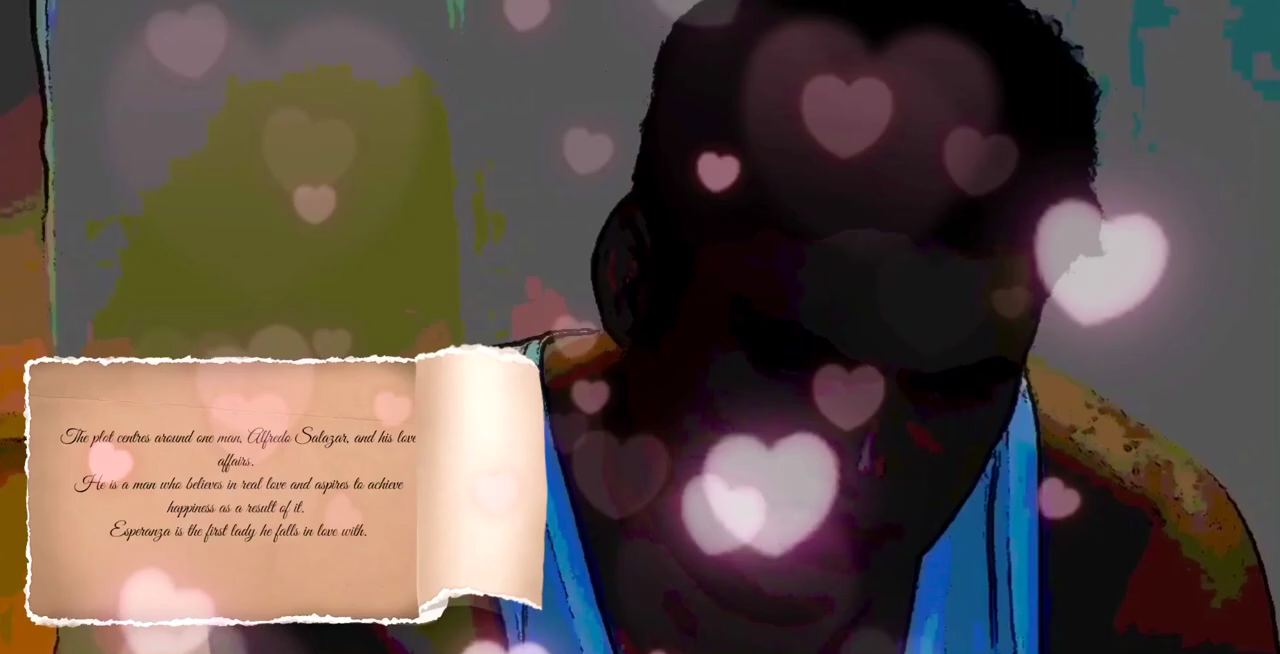 The plot centres around one man, Alfredo Salazar, and his love
affairs.
He is a man who believes in real love and aspires to achieve
happiness as a result of it.
Esperanza is the first lady he falls in love with.